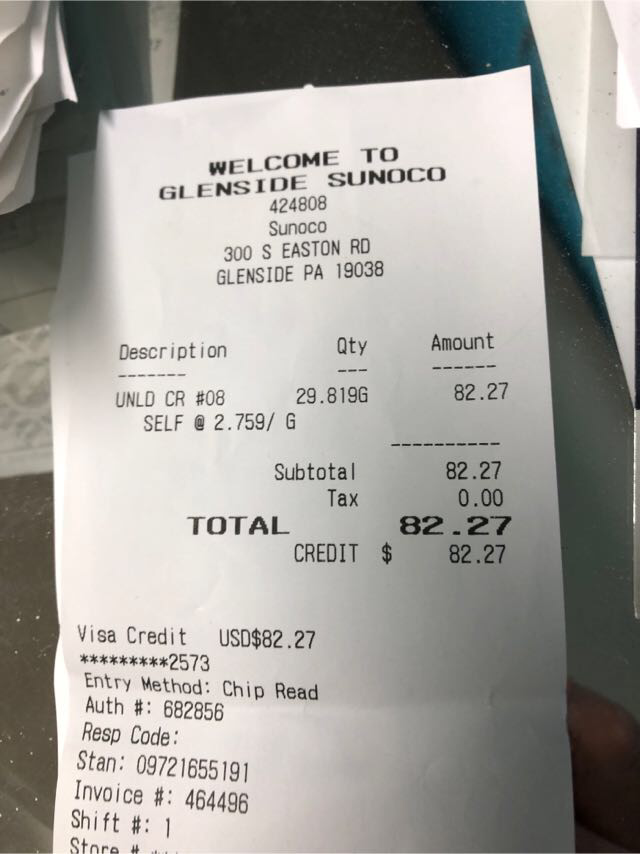 WELCOME TO
GLENSIDE SUNOCO
424808
Sunoco
300 S EASTON RD
GLENSIDE PA 19038
Description Qty Amount
------- --- ------
UNLD CR #08 29.819G 82.27
SELF @ 2.759/ G
----------
Subtotal 82.27
Tax 0.00
TOTAL 82.27
CREDIT $ 82.27
Visa Credit USD$82.27
*********2573
Entry Method: Chip Read
Auth #: 682856
Resp Code:
Stan: 09721655191
Invoice #: 464496
Shift #: 1
Store #